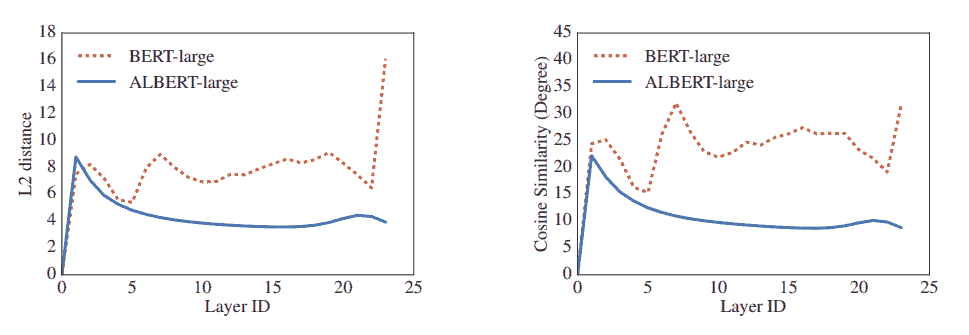 18
16
14
12
10
8
6
4
2
0
L2 distance
BERT-large
ALBERT-large
0 5 10 15 20 25
Layer ID
45
40
35
30
25
20
15
10
5
0
Cosine Similarity (Degree)
BERT-large
ALBERT-large
0 5 10 15 20 25
Layer ID